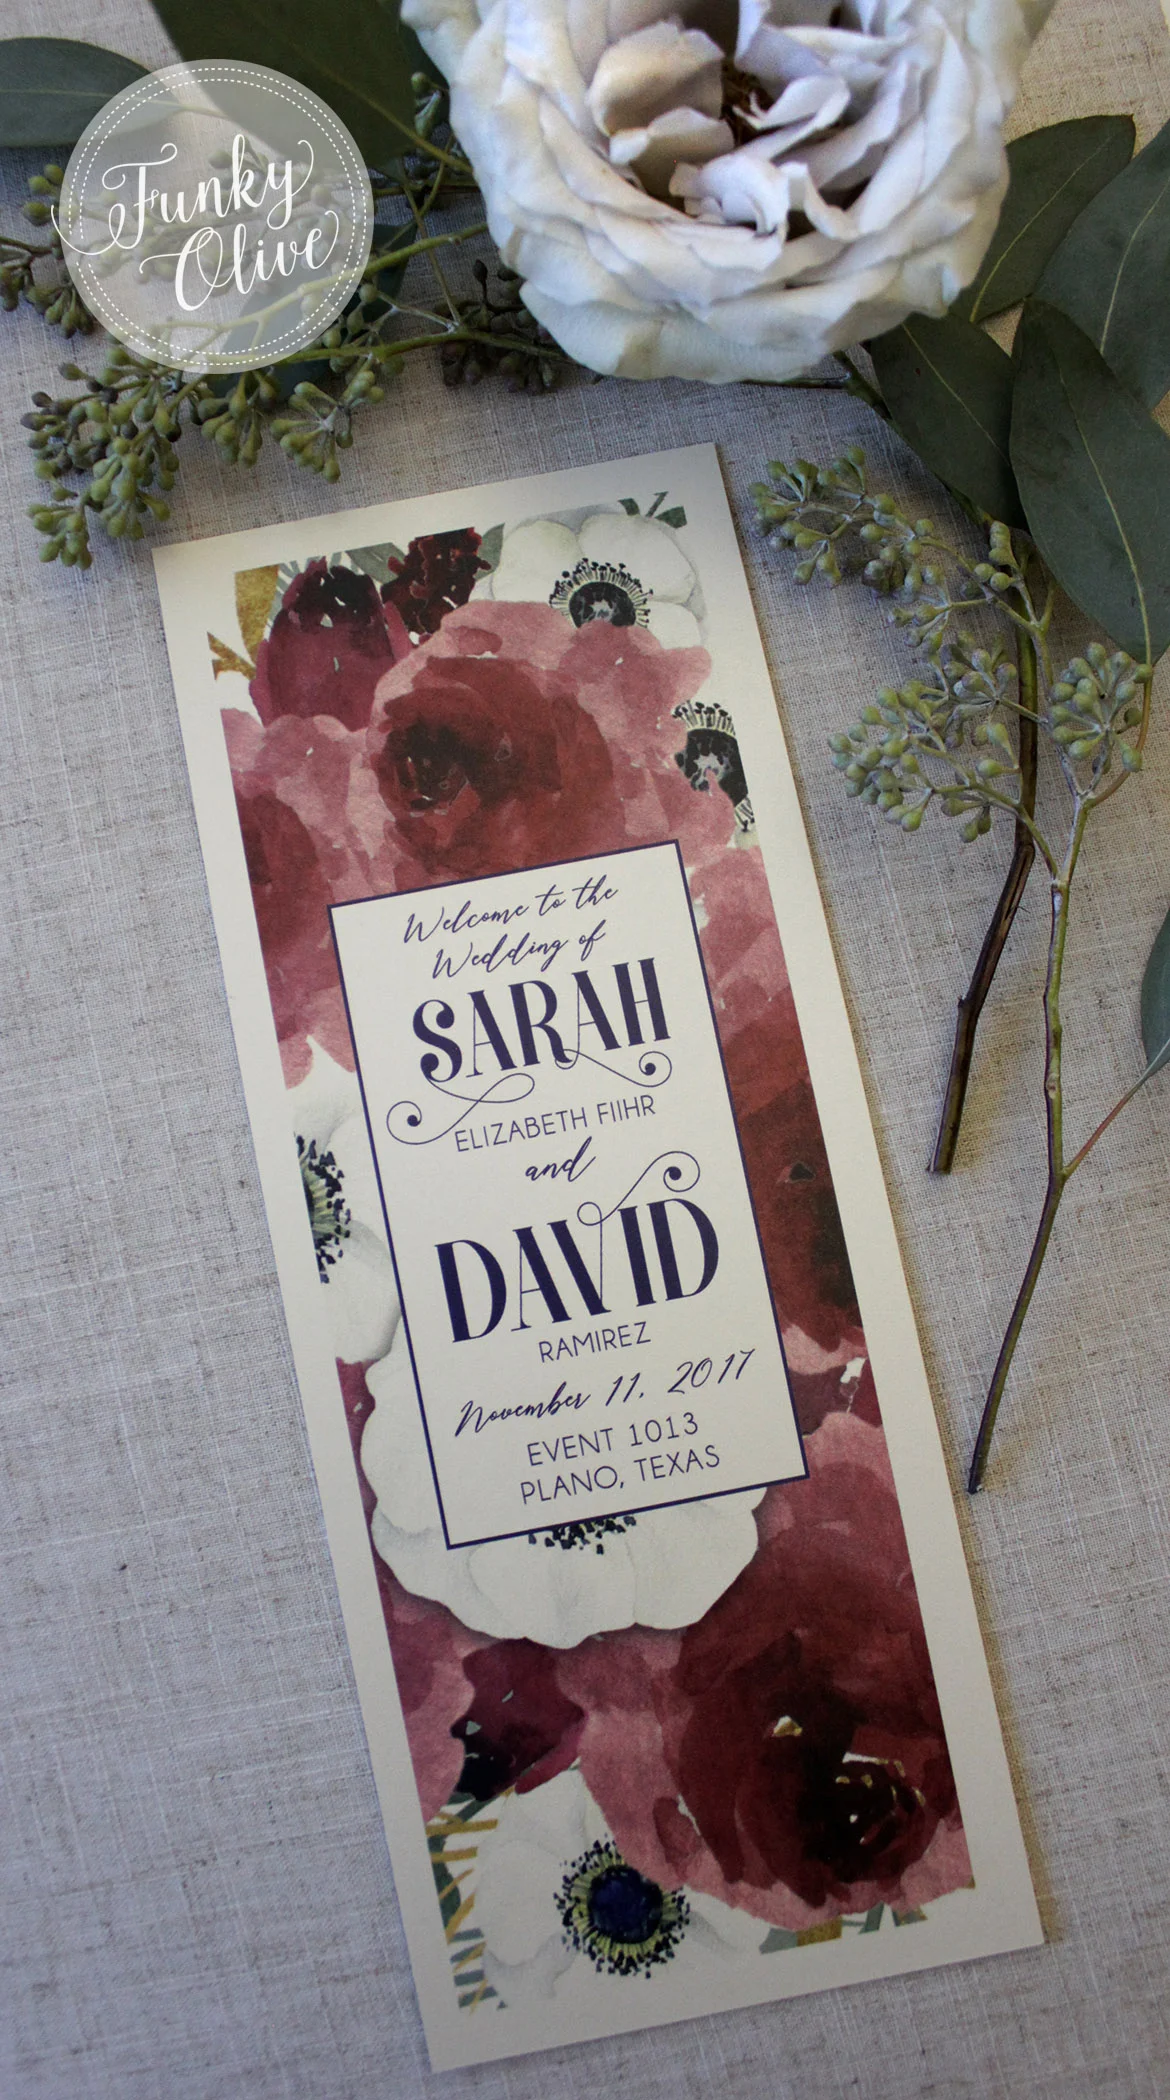 Funky
Olive
Welcome to the
Wedding of
SARAH
ELIZABETH FIIHR
and
DAVID
RAMIREZ
November 11, 2017
EVENT 1013
PLANO, TEXAS